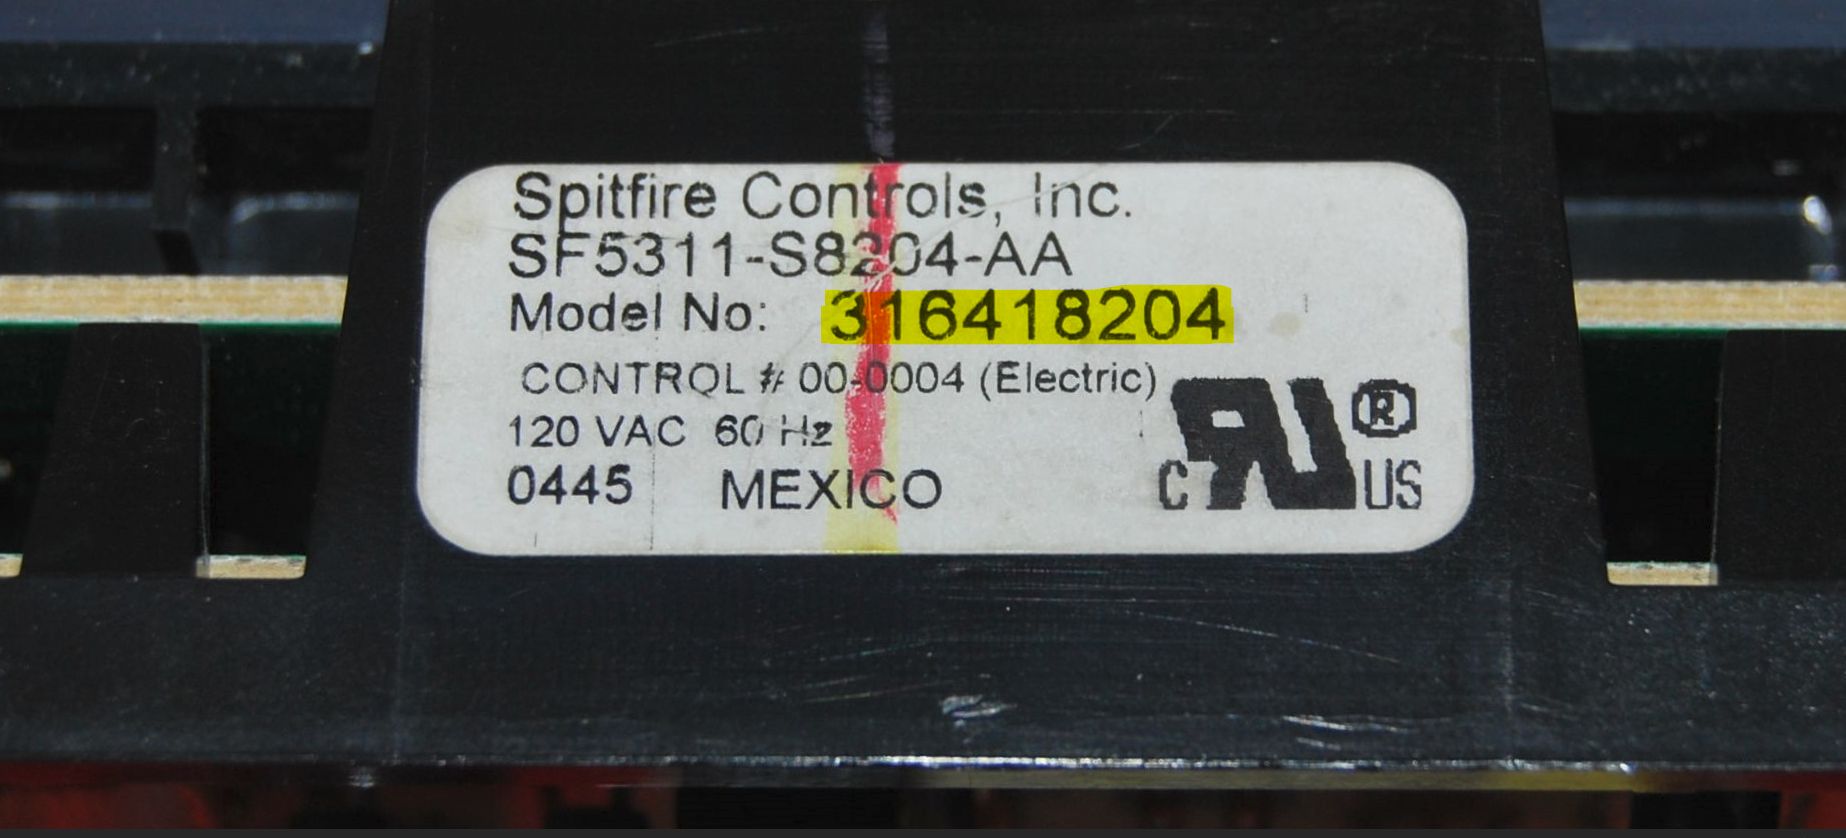 Spitfire Controls, Inc.
SF5311-S8204-AA
Model No: 316418204
CONTROL # 00-0004 (Electric)
120 VAC 60 Hz
0445 MEXICO
C RU ® US